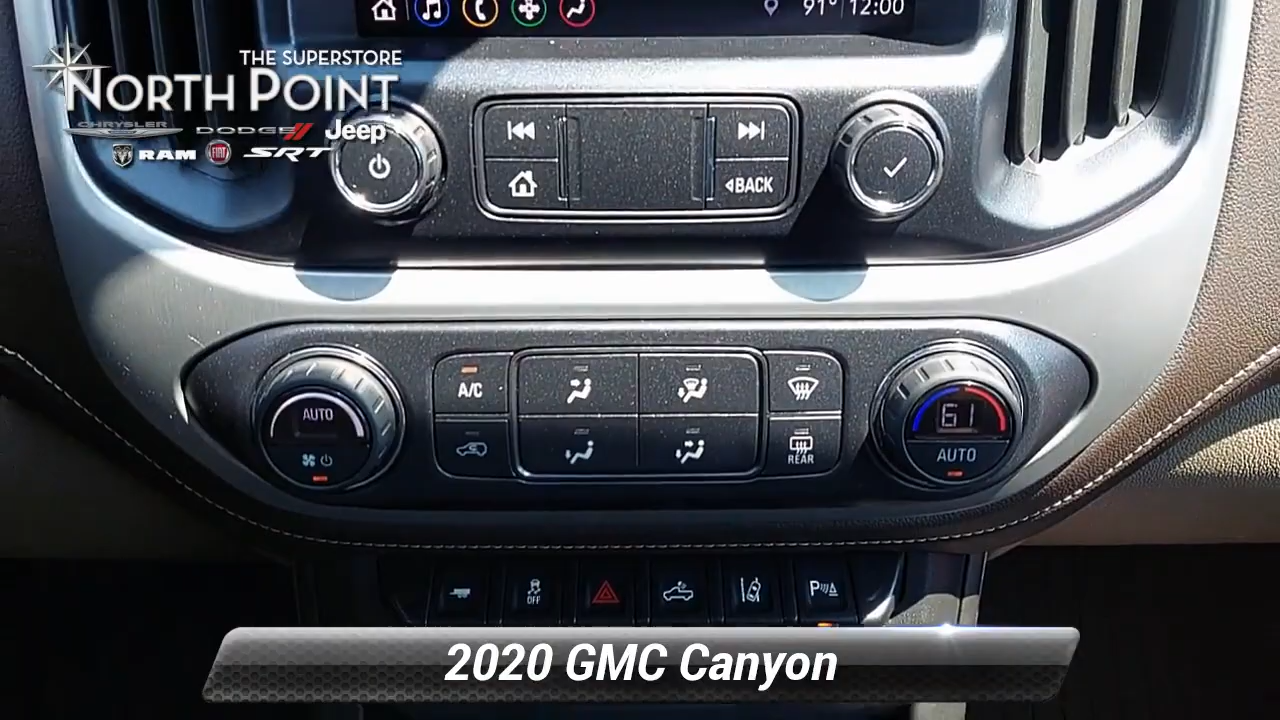 91° 12:00
THE SUPERSTORE
NORTH POINT
CHRYSLER DODGE Jeep
RAM FIAT SRT
BACK
AUTO
A/C
REAR
61
AUTO
OFF
P
2020 GMC Canyon